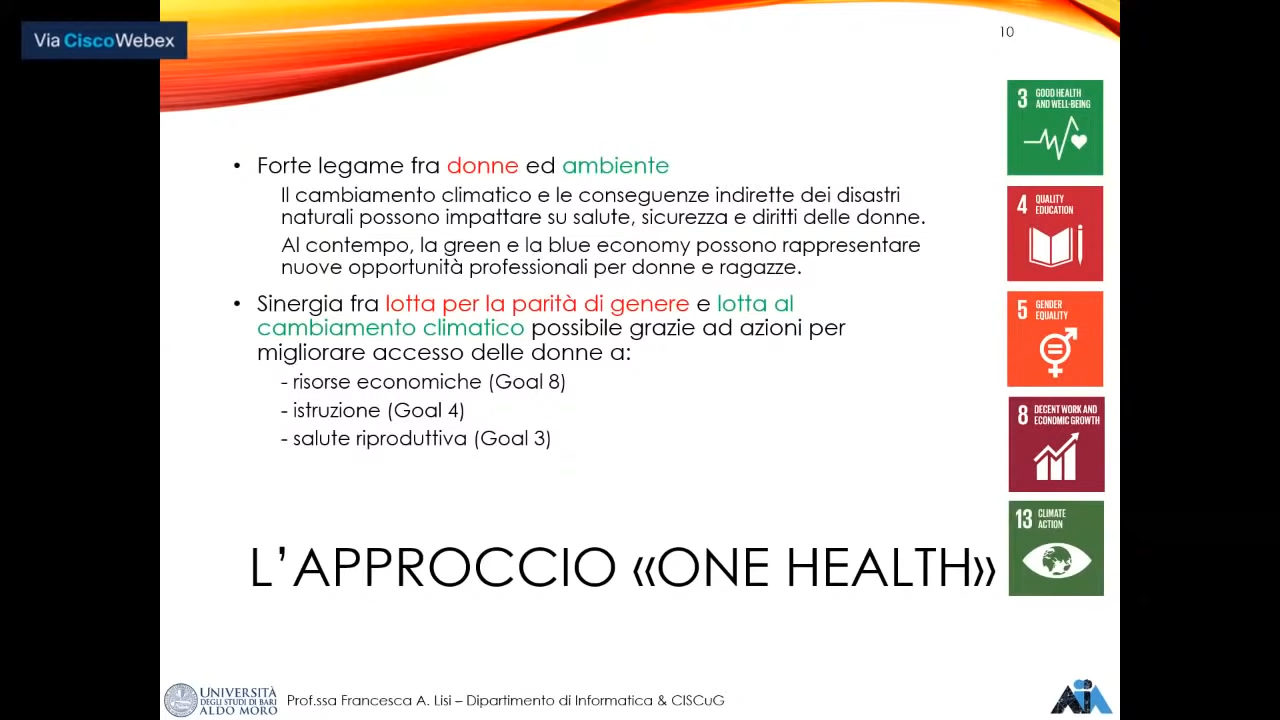 Via CiscoWebex
10
• Forte legame fra donne ed ambiente
Il cambiamento climatico e le conseguenze indirette dei disastri
naturali possono impattare su salute, sicurezza e diritti delle donne.
Al contempo, la green e la blue economy possono rappresentare
nuove opportunità professionali per donne e ragazze.
• Sinergia fra lotta per la parità di genere e lotta al
cambiamento climatico possibile grazie ad azioni per
migliorare accesso delle donne a:
- risorse economiche (Goal 8)
- istruzione (Goal 4)
- salute riproduttiva (Goal 3)
3 GOOD HEALTH
AND WELL-BEING
4 QUALITY
EDUCATION
5 GENDER
EQUALITY
8 DECENT WORK AND
ECONOMIC GROWTH
13 CLIMATE
ACTION
L’APPROCCIO «ONE HEALTH»
UNIVERSITÀ
DEGLI STUDI DI BARI
ALDO MORO
Prof.ssa Francesca A. Lisi – Dipartimento di Informatica & CISCuG
AIA